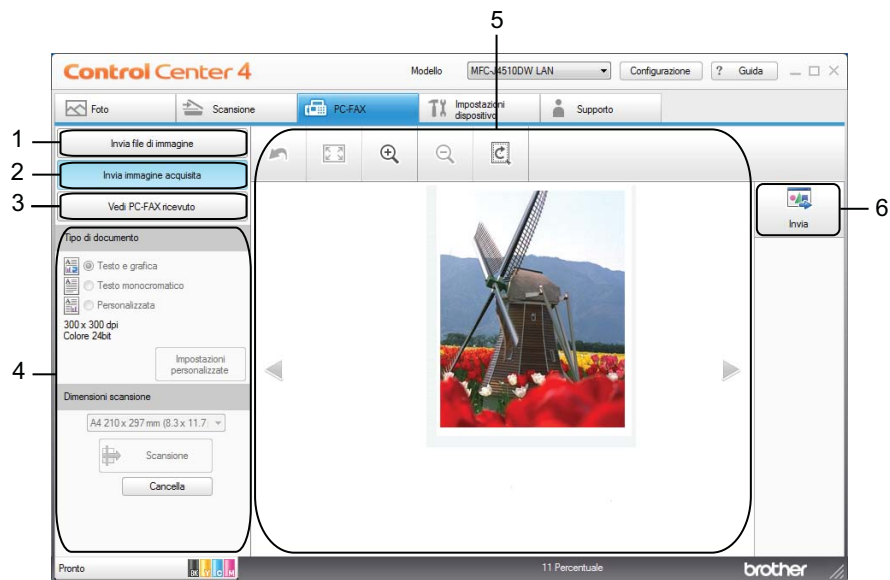 5
Control Center 4
Modello MFC-J4510DW LAN Configurazione ? Guida
Foto Scansione PC-FAX Impostazioni dispositivo Supporto
1 Invia file di immagine
2 Invia immagine acquisita
3 Vedi PC-FAX ricevuto
Invia 6
4
Tipo di documento
Testo e grafica
Testo monocromatico
Personalizzata
300 x 300 dpi
Colore 24bit
Impostazioni
personalizzate
Dimensioni scansione
A4 210 x 297 mm (8.3 x 11.7
Scansione
Cancella
Pronto BK Y C M 11 Percentuale brother